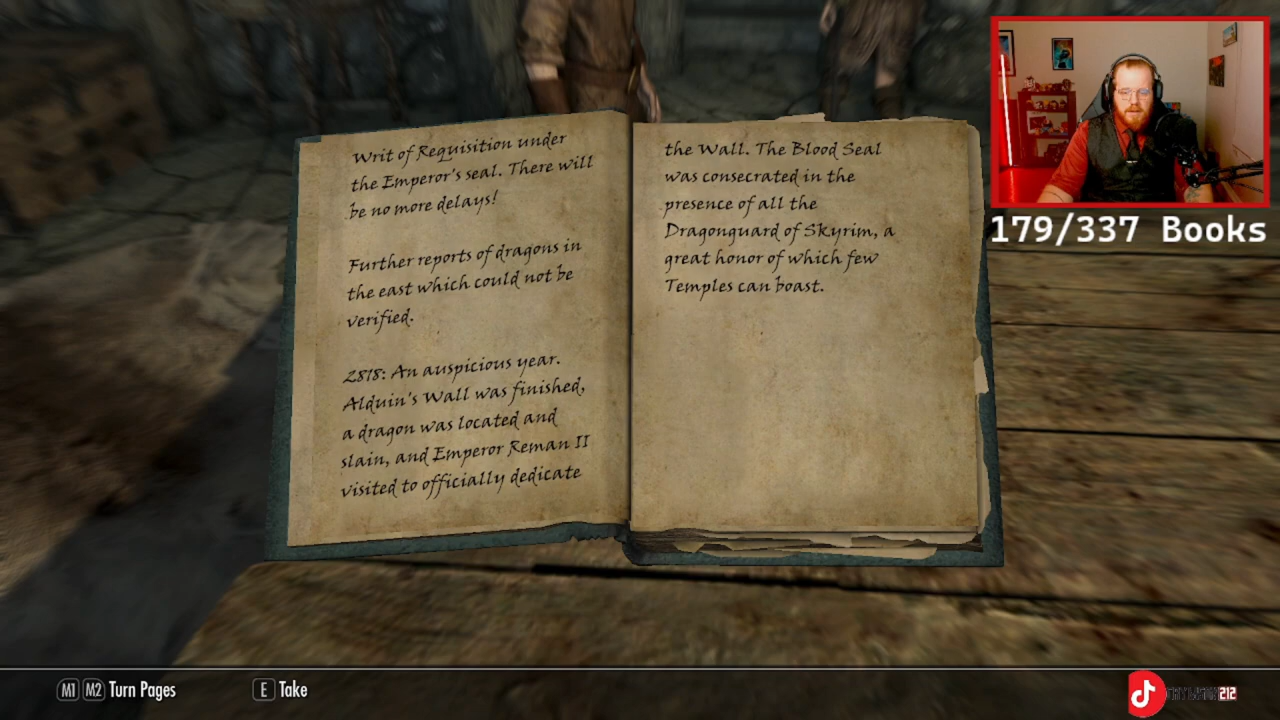 Writ of Requisition under
the Emperor's seal. There will
be no more delays!
Further reports of dragons in
the east which could not be
verified.
2818: An auspicious year.
Alduin's Wall was finished,
a dragon was located and
slain, and Emperor Reman II
visited to officially dedicate
the Wall. The Blood Seal
was consecrated in the
presence of all the
Dragonguard of Skyrim, a
great honor of which few
Temples can boast.
179/337 Books
M1 M2 Turn Pages
E Take
212